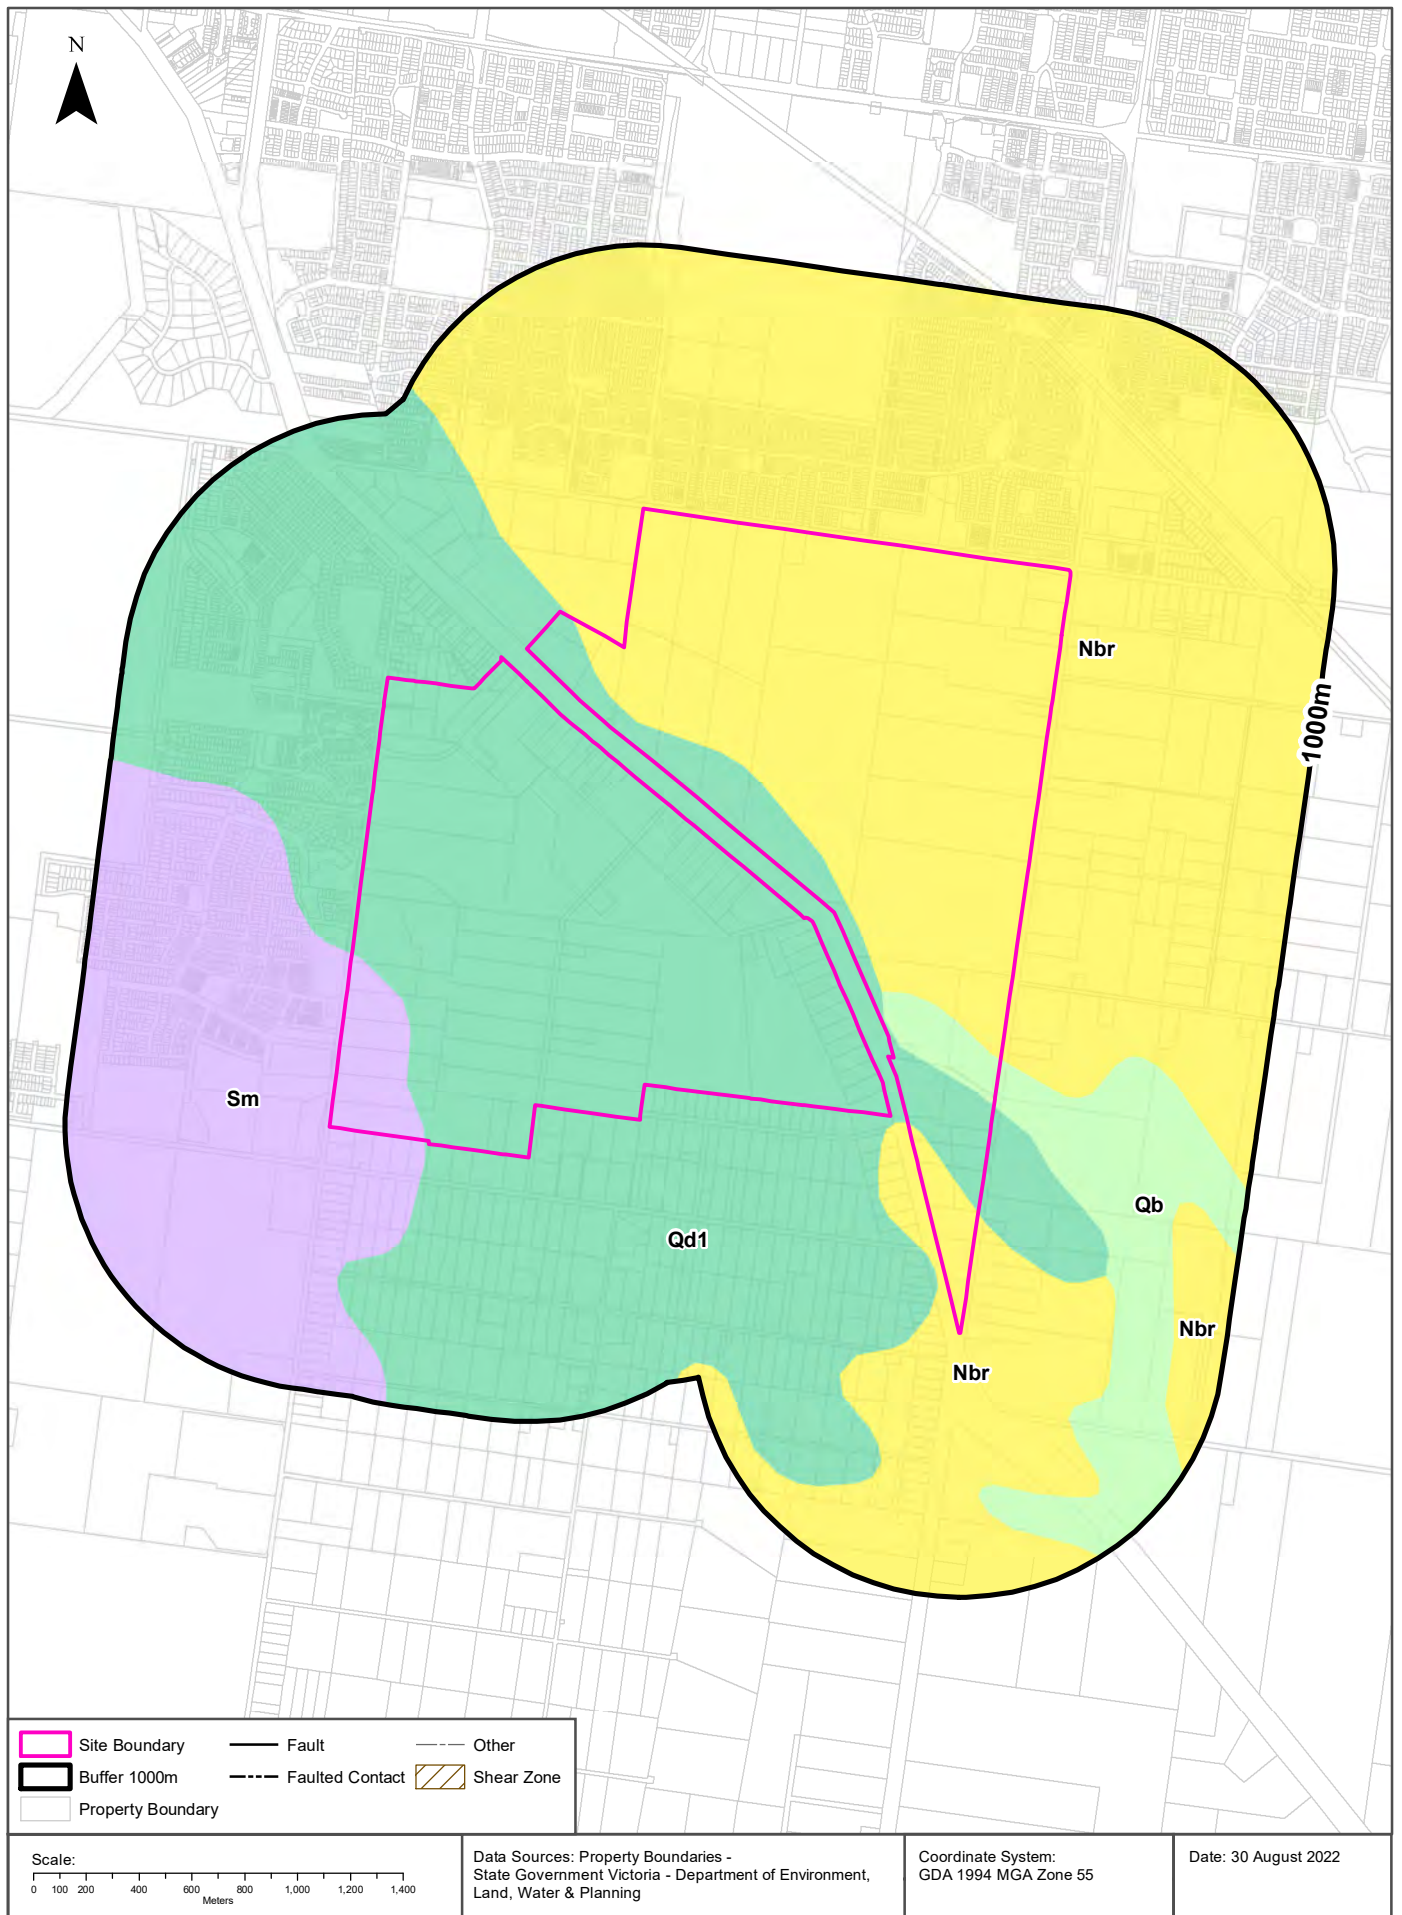 N
Nbr
1000m
Sm
Qb
Qd1
Nbr
Nbr
Site Boundary
Fault
Other
Buffer 1000m
Faulted Contact
Shear Zone
Property Boundary
Scale:
0 100 200 400 600 800 1,000 1,200 1,400
Meters
Data Sources: Property Boundaries -
State Government Victoria - Department of Environment,
Land, Water & Planning
Coordinate System:
GDA 1994 MGA Zone 55
Date: 30 August 2022